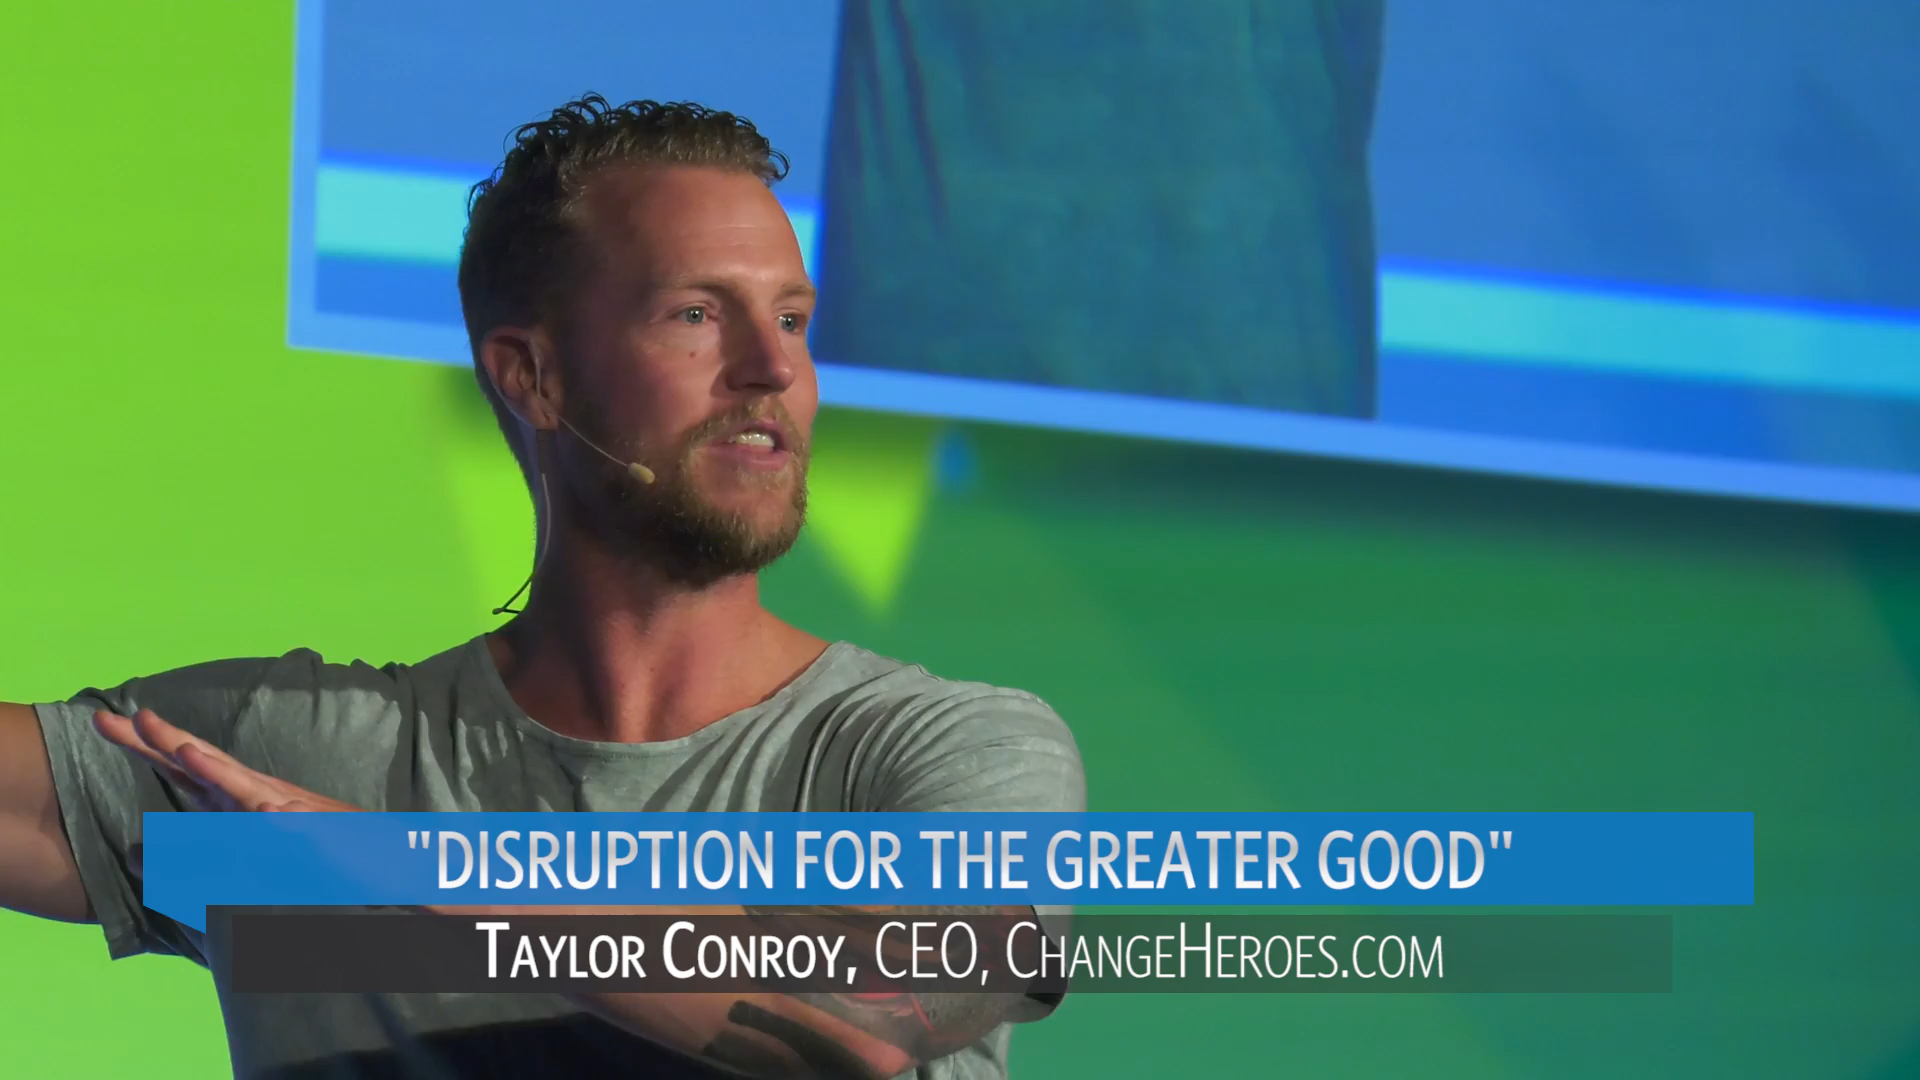 "DISRUPTION FOR THE GREATER GOOD"
TAYLOR CONROY, CEO, CHANGEHEROES.COM